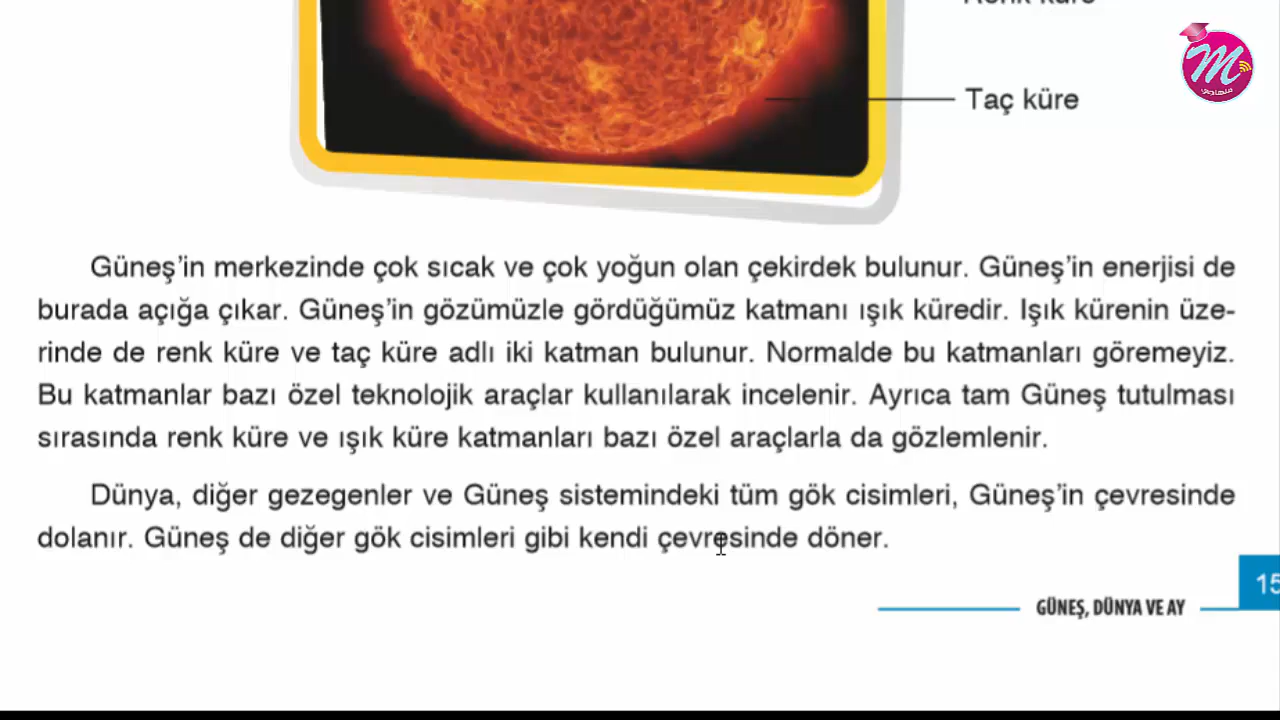 Renk küre
Taç küre
Güneş’in merkezinde çok sıcak ve çok yoğun olan çekirdek bulunur. Güneş’in enerjisi de
burada açığa çıkar. Güneş’in gözümüzle gördüğümüz katmanı ışık küredir. Işık kürenin üze-
rinde de renk küre ve taç küre adlı iki katman bulunur. Normalde bu katmanları göremeyiz.
Bu katmanlar bazı özel teknolojik araçlar kullanılarak incelenir. Ayrıca tam Güneş tutulması
sırasında renk küre ve ışık küre katmanları bazı özel araçlarla da gözlemlenir.
Dünya, diğer gezegenler ve Güneş sistemindeki tüm gök cisimleri, Güneş’in çevresinde
dolanır. Güneş de diğer gök cisimleri gibi kendi çevresinde döner.
15
GÜNEŞ, DÜNYA VE AY